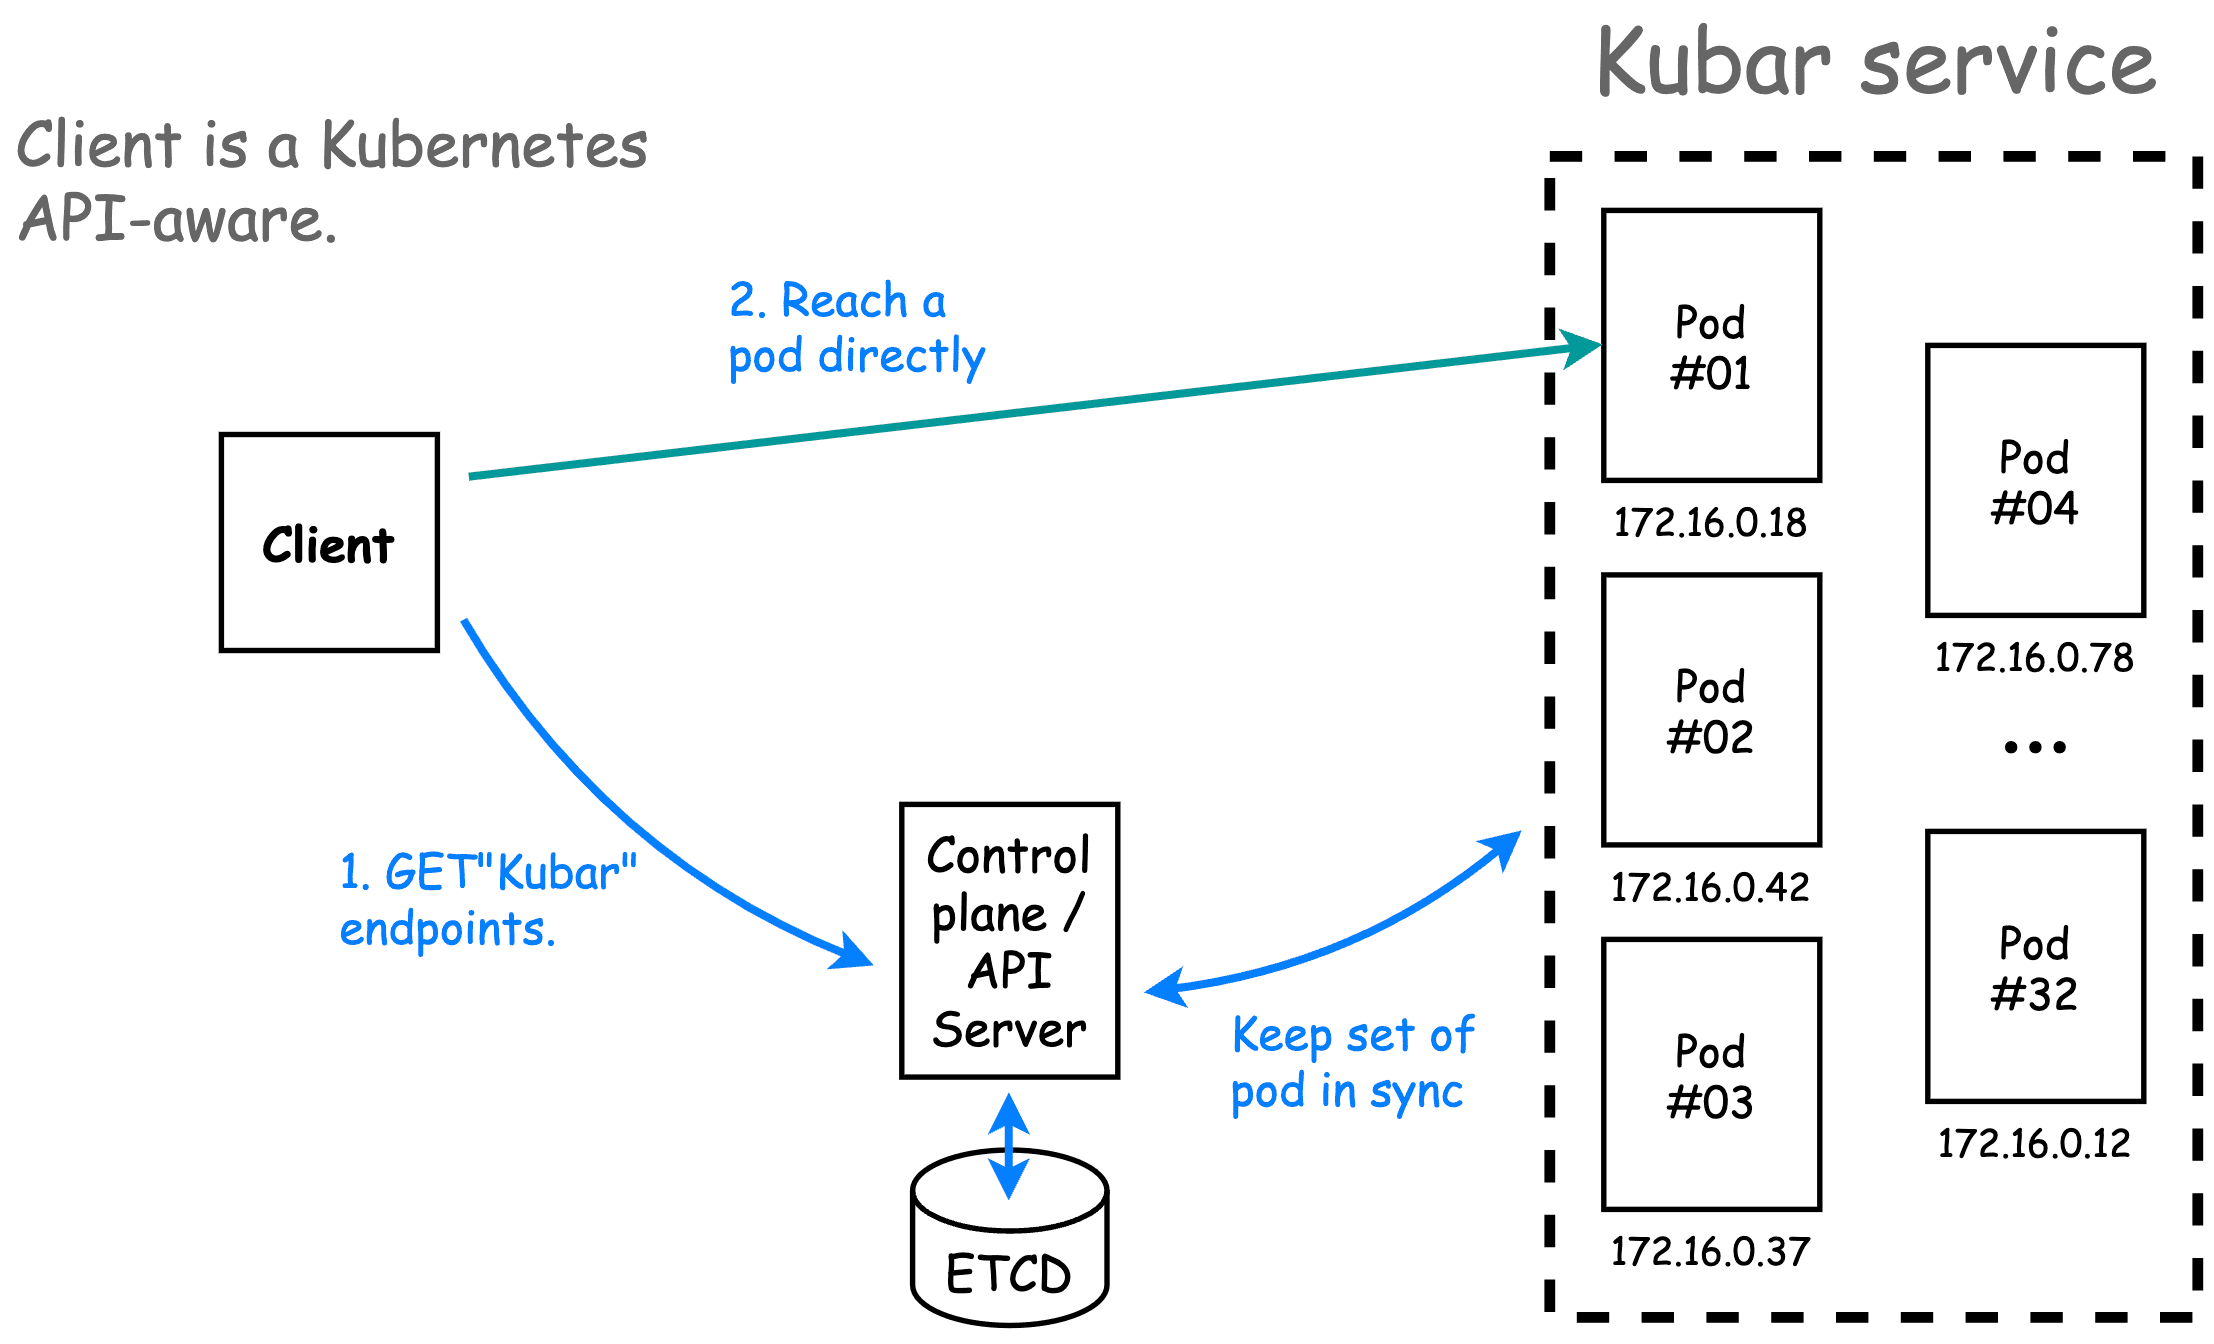 Kubar service
Client is a Kubernetes
API-aware.
2. Reach a
pod directly
Client
1. GET"Kubar"
endpoints.
Control
plane /
API
Server
ETCD
Keep set of
pod in sync
Pod
#01
172.16.0.18
Pod
#02
172.16.0.42
Pod
#03
172.16.0.37
Pod
#04
172.16.0.78
...
Pod
#32
172.16.0.12